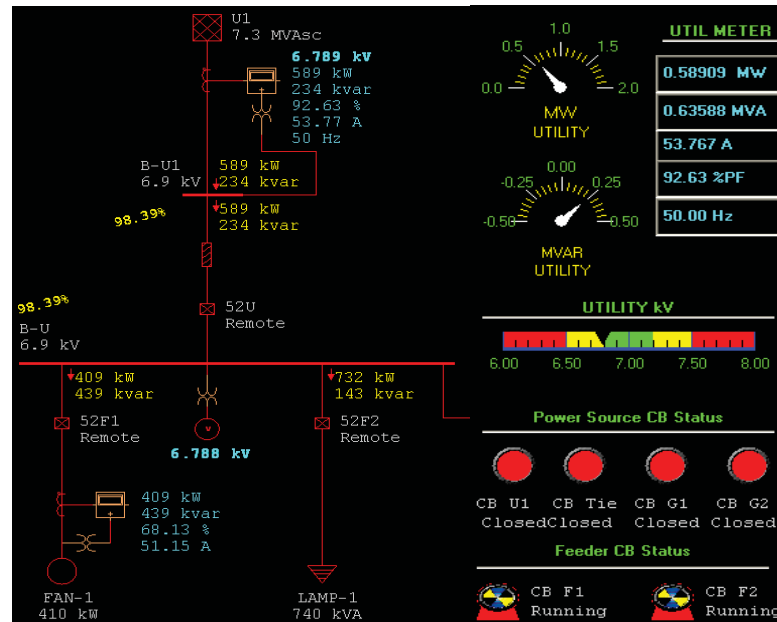 U1
7.3 MVAsc
6.789 kV
589 kW
234 kvar
92.63 %
53.77 A
50 Hz
B-U1
6.9 kV
589 kW
234 kvar
98.39%
589 kW
234 kvar
52U
Remote
98.39%
B-U
6.9 kV
409 kW
439 kvar
732 kW
143 kvar
52F1
Remote
V
6.788 kV
52F2
Remote
409 kW
439 kvar
68.13 %
51.15 A
FAN-1
410 kW
LAMP-1
740 kVA
0.0
0.5
1.0
1.5
2.0
MW
UTILITY
-0.50
-0.25
0.00
0.25
0.50
MVAR
UTILITY
UTIL METER
0.58909 MW
0.63588 MVA
53.767 A
92.63 %PF
50.00 Hz
UTILITY kV
6.00 6.50 7.00 7.50 8.00
Power Source CB Status
CB U1 CB Tie CB G1 CB G2
Closed Closed Closed Closed
Feeder CB Status
CB F1
Running
CB F2
Running